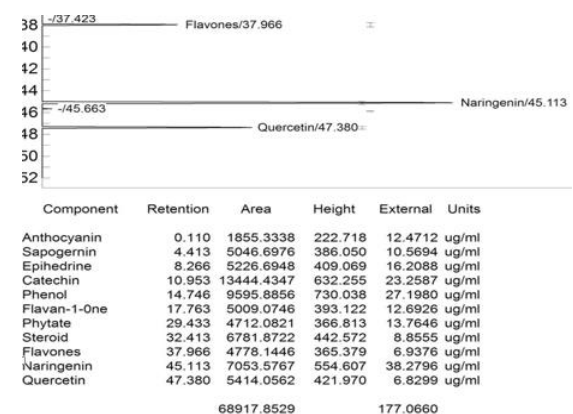 38
-/37.423
Flavones/37.966
40
42
44
Naringenin/45.113
46
-/45.663
Quercetin/47.380
48
50
52
Component Retention Area Height External Units
Anthocyanin 0.110 1855.3338 222.718 12.4712 ug/ml
Sapogernin 4.413 5046.6976 386.050 10.5694 ug/ml
Epihedrine 8.266 5226.6948 409.069 16.2088 ug/ml
Catechin 10.953 13444.4347 632.255 23.2587 ug/ml
Phenol 14.746 9595.8856 730.038 27.1980 ug/ml
Flavan-1-0ne 17.763 5009.0746 393.122 12.6926 ug/ml
Phytate 29.433 4712.0821 366.813 13.7646 ug/ml
Steroid 32.413 6781.8722 442.572 8.8555 ug/ml
Flavones 37.966 4778.1446 365.379 6.9376 ug/ml
Naringenin 45.113 7053.5767 554.607 38.2796 ug/ml
Quercetin 47.380 5414.0562 421.970 6.8299 ug/ml
68917.8529 177.0660